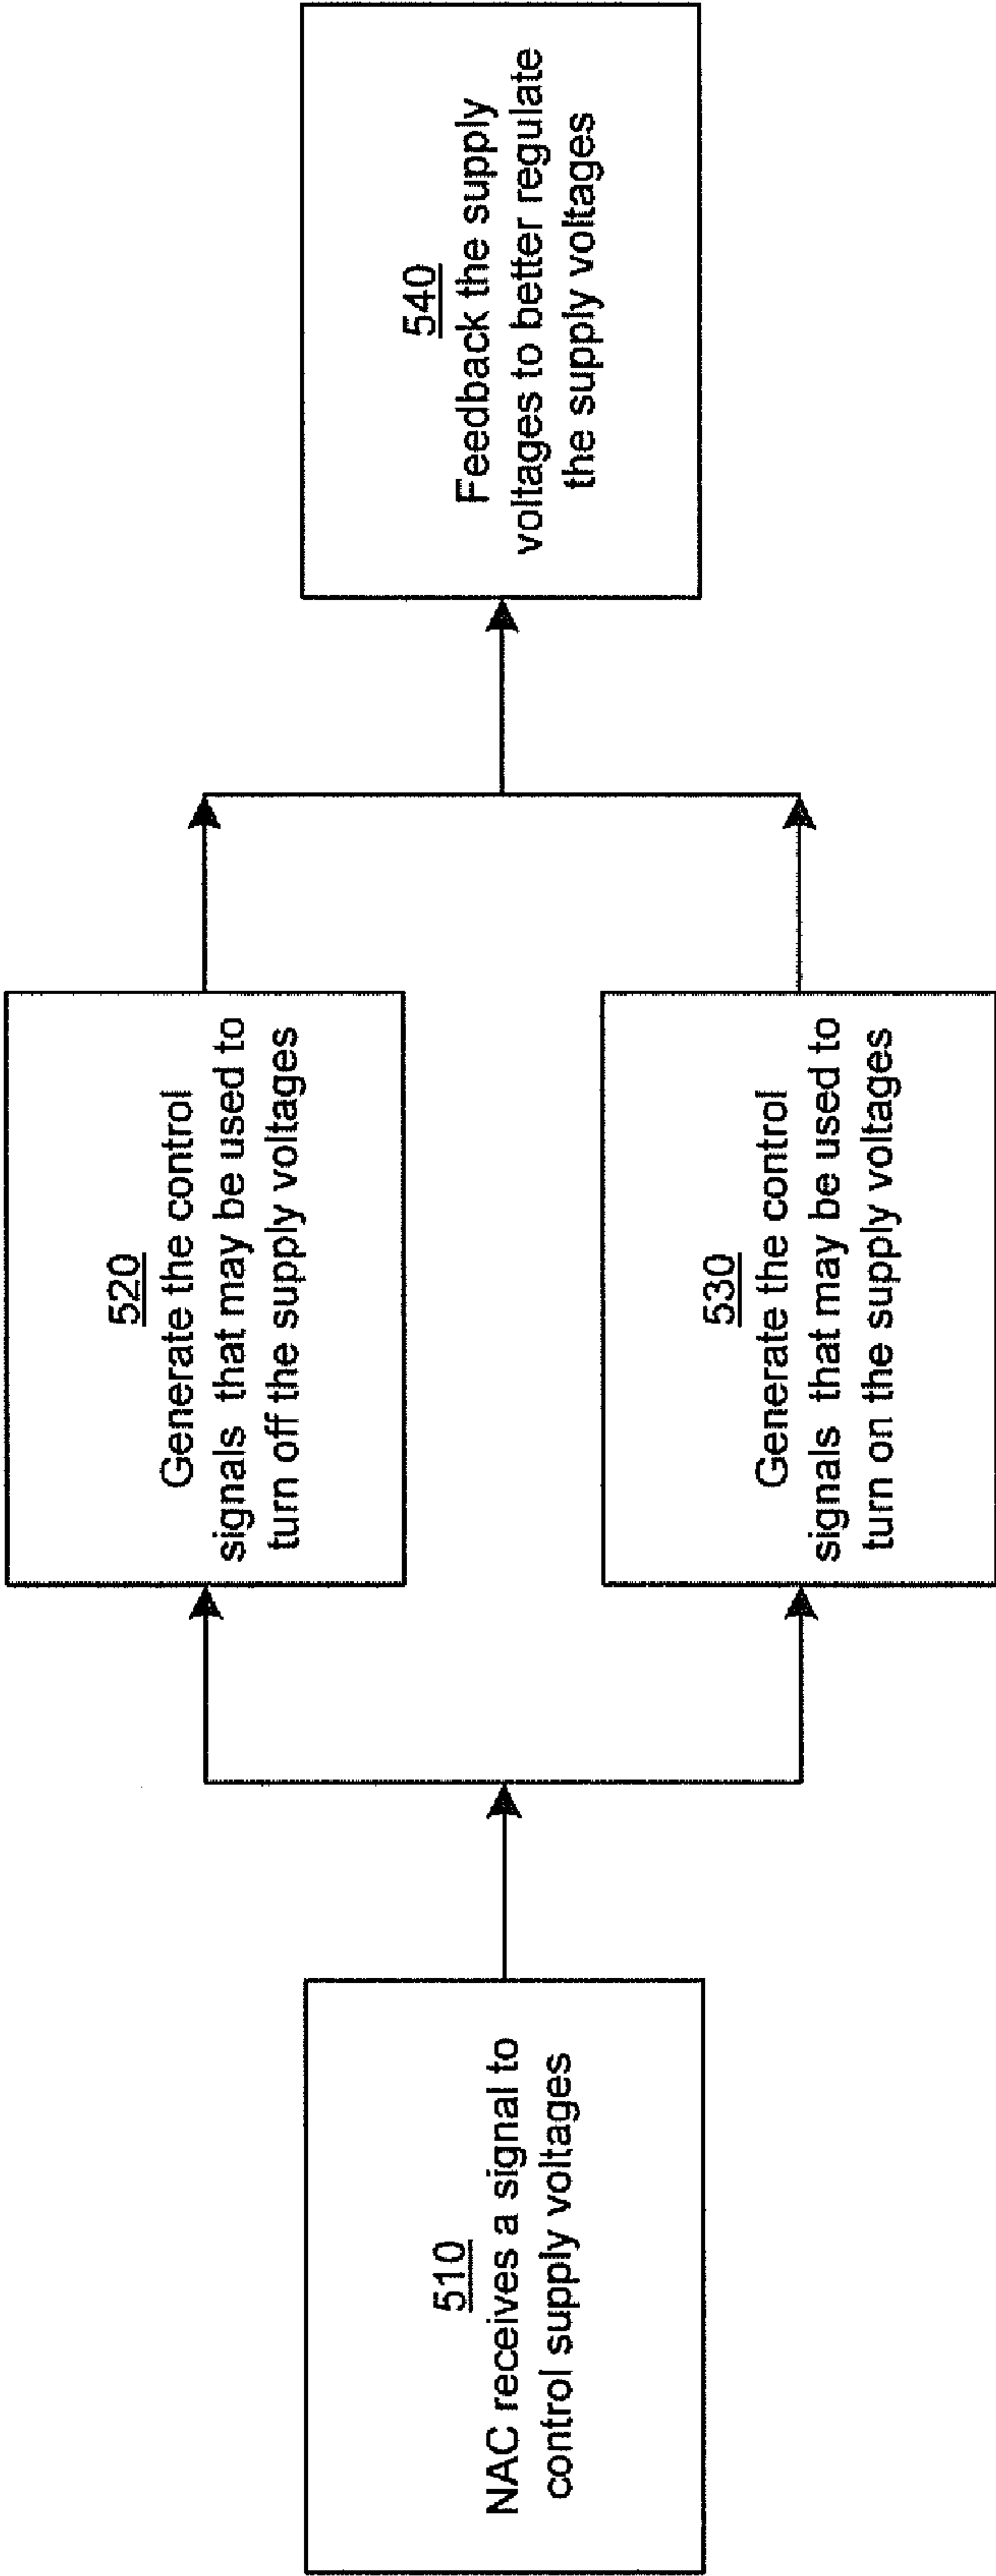 510
NAC receives a signal to
control supply voltages
520
Generate the control
signals that may be used to
turn off the supply voltages
530
Generate the control
signals that may be used to
turn on the supply voltages
540
Feedback the supply
voltages to better regulate
the supply voltages